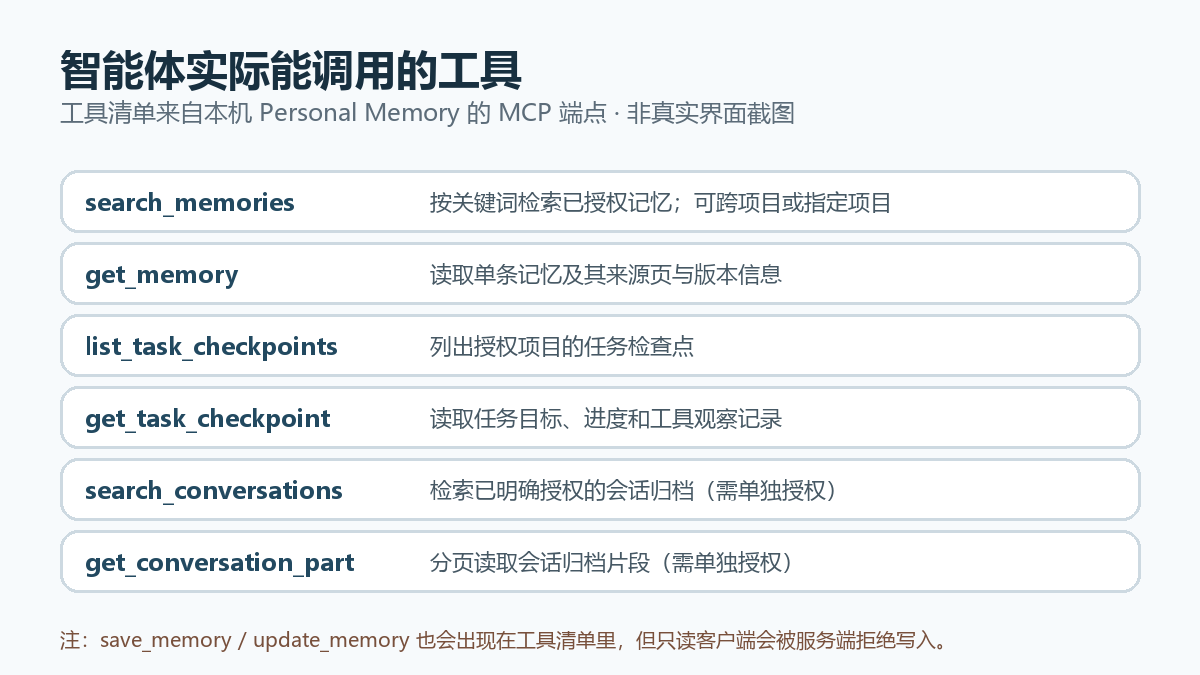 智能体实际能调用的工具
工具清单来自本机 Personal Memory 的 MCP 端点 · 非真实界面截图
search_memories 按关键词检索已授权记忆；可跨项目或指定项目
get_memory 读取单条记忆及其来源页与版本信息
list_task_checkpoints 列出授权项目的任务检查点
get_task_checkpoint 读取任务目标、进度和工具观察记录
search_conversations 检索已明确授权的会话归档（需单独授权）
get_conversation_part 分页读取会话归档片段（需单独授权）
注：save_memory / update_memory 也会出现在工具清单里，但只读客户端会被服务端拒绝写入。